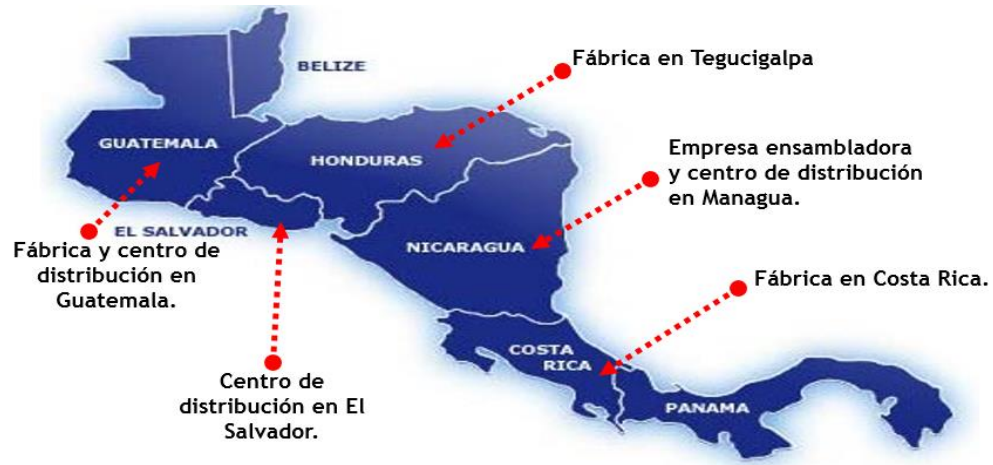 BELIZE
Fábrica en Tegucigalpa
GUATEMALA
HONDURAS
Empresa ensambladora
y centro de distribución
en Managua.
EL SALVADOR
NICARAGUA
Fábrica y centro de
distribución en
Guatemala.
Fábrica en Costa Rica.
COSTA
RICA
Centro de
distribución en El
Salvador.
PANAMA